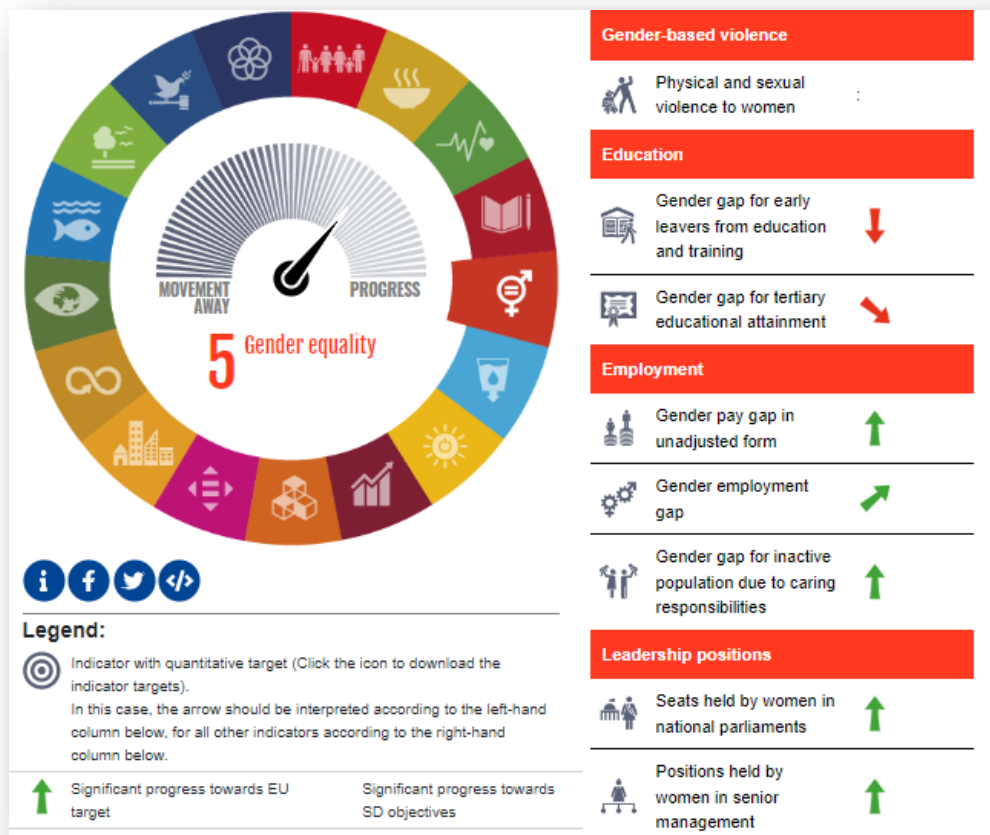 MOVEMENT
AWAY
PROGRESS
5 Gender equality
Legend:
Indicator with quantitative target (Click the icon to download the
indicator targets).
In this case, the arrow should be interpreted according to the left-hand
column below, for all other indicators according to the right-hand
column below.
Significant progress towards EU
target
Significant progress towards
SD objectives
Gender-based violence
Physical and sexual
violence to women
:
Education
Gender gap for early
leavers from education
and training
Gender gap for tertiary
educational attainment
Employment
Gender pay gap in
unadjusted form
Gender employment
gap
Gender gap for inactive
population due to caring
responsibilities
Leadership positions
Seats held by women in
national parliaments
Positions held by
women in senior
management